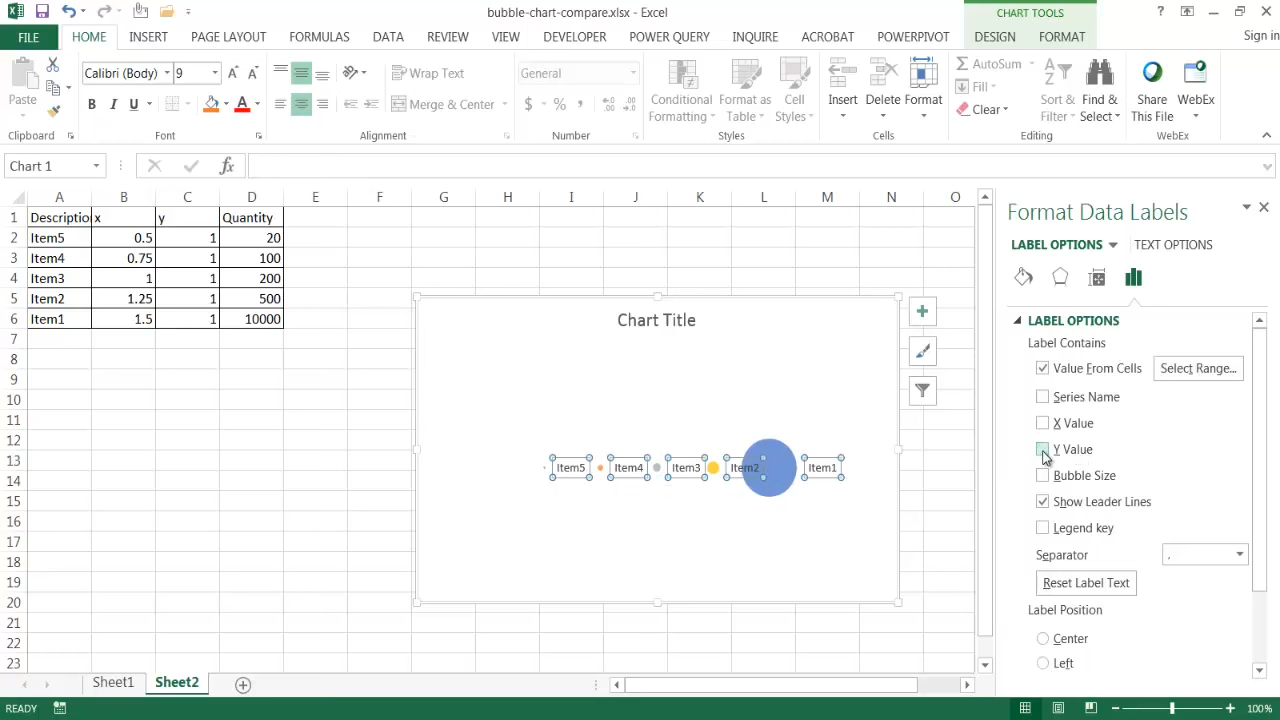 bubble-chart-compare.xlsx - Excel
CHART TOOLS
?
FILE HOME INSERT PAGE LAYOUT FORMULAS DATA REVIEW VIEW DEVELOPER POWER QUERY INQUIRE ACROBAT POWERPIVOT DESIGN FORMAT Sign in
Paste
Calibri (Body) 9
B I U
Wrap Text
Merge & Center
General
$ % ,
Conditional Formatting
Format as Table
Cell Styles
Insert Delete Format
AutoSum
Fill
Clear
Sort & Filter
Find & Select
Share This File
WebEx
Clipboard Font Alignment Number Styles Cells Editing WebEx
Chart 1 fx
A B C D E F G H I J K L M N O
1 Description x y Quantity
2 Item5 0.5 1 20
3 Item4 0.75 1 100
4 Item3 1 1 200
5 Item2 1.25 1 500
6 Item1 1.5 1 10000
7
8
9
10
11
12
13
14
15
16
17
18
19
20
21
22
23
Chart Title
Item5 Item4 Item3 Item2 Item1
Format Data Labels
LABEL OPTIONS TEXT OPTIONS
LABEL OPTIONS
Label Contains
Value From Cells Select Range...
Series Name
X Value
Y Value
Bubble Size
Show Leader Lines
Legend key
Separator ,
Reset Label Text
Label Position
Center
Left
Sheet1 Sheet2
READY 100%